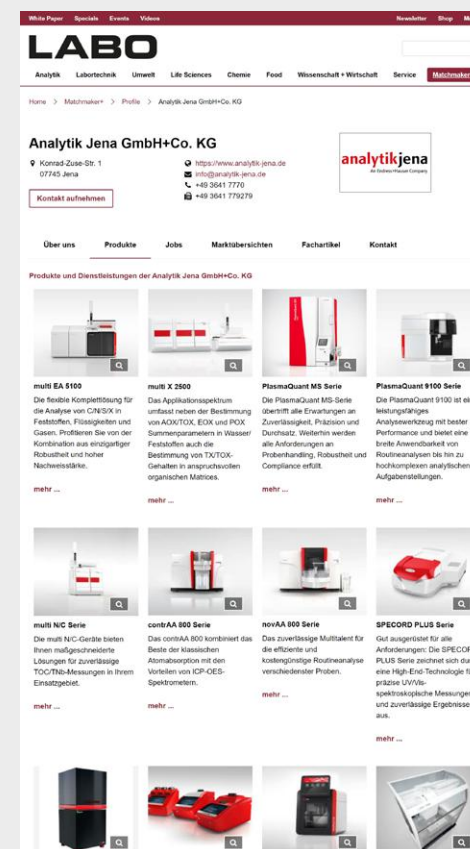 White Paper Specials Events Videos Newsletter Shop
LABO
Analytik Labortechnik Umwelt Life Sciences Chemie Food Wissenschaft + Wirtschaft Service Matchmaker
Home > Matchmaker+ > Profile > Analytik Jena GmbH+Co. KG
Analytik Jena GmbH+Co. KG
Konrad-Zuse-Str. 1
07745 Jena
Kontakt aufnehmen
https://www.analytik-jena.de
info@analytik-jena.de
+49 3641 7770
+49 3641 779279
analytikjena
An Endress+Hauser Company
Über uns Produkte Jobs Marktübersichten Fachartikel Kontakt
Produkte und Dienstleistungen der Analytik Jena GmbH+Co. KG
multi EA 5100
Die flexible Komplettlösung für
die Analyse von C/N/S/X in
Feststoffen, Flüssigkeiten und
Gasen. Profitieren Sie von der
Kombination aus einzigartiger
Robustheit und hoher
Nachweisstärke.
mehr ...
multi X 2500
Das Applikationsspektrum
umfasst neben der Bestimmung
von AOX/TOX, EOX und POX
Summenparametern in Wasser/
Feststoffen auch die
Bestimmung von TX/TOX-
Gehalten in anspruchsvollen
organischen Matrices.
mehr ...
PlasmaQuant MS Serie
Die PlasmaQuant MS-Serie
übertrifft alle Erwartungen an
Zuverlässigkeit, Präzision und
Durchsatz. Weiterhin werden
alle Anforderungen an
Probenhandling, Robustheit und
Compliance erfüllt.
mehr ...
PlasmaQuant 9100 Serie
Die PlasmaQuant 9100 ist ein
leistungsfähiges
Analysewerkzeug mit bester
Performance und bietet eine
breite Anwendbarkeit von
Routineanalysen bis hin zu
hochkomplexen analytischen
Aufgabenstellungen.
mehr ...
multi N/C Serie
Die multi N/C-Geräte bieten
Ihnen maßgeschneiderte
Lösungen für zuverlässige
TOC/TNb-Messungen in Ihrem
Einsatzgebiet.
mehr ...
contrAA 800 Serie
Das contrAA 800 kombiniert das
Beste der klassischen
Atomabsorption mit den
Vorteilen von ICP-OES-
Spektrometern.
mehr ...
novAA 800 Serie
Das zuverlässige Multitalent für
die effiziente und
kostengünstige Routineanalyse
verschiedenster Proben.
mehr ...
SPECORD PLUS Serie
Gut ausgerüstet für alle
Anforderungen: Die SPECOR
PLUS Serie zeichnet sich dur
eine High-End-Technologie fü
präzise UV/Vis-
spektroskopische Messungen
und zuverlässige Ergebnisse
aus.
mehr ...